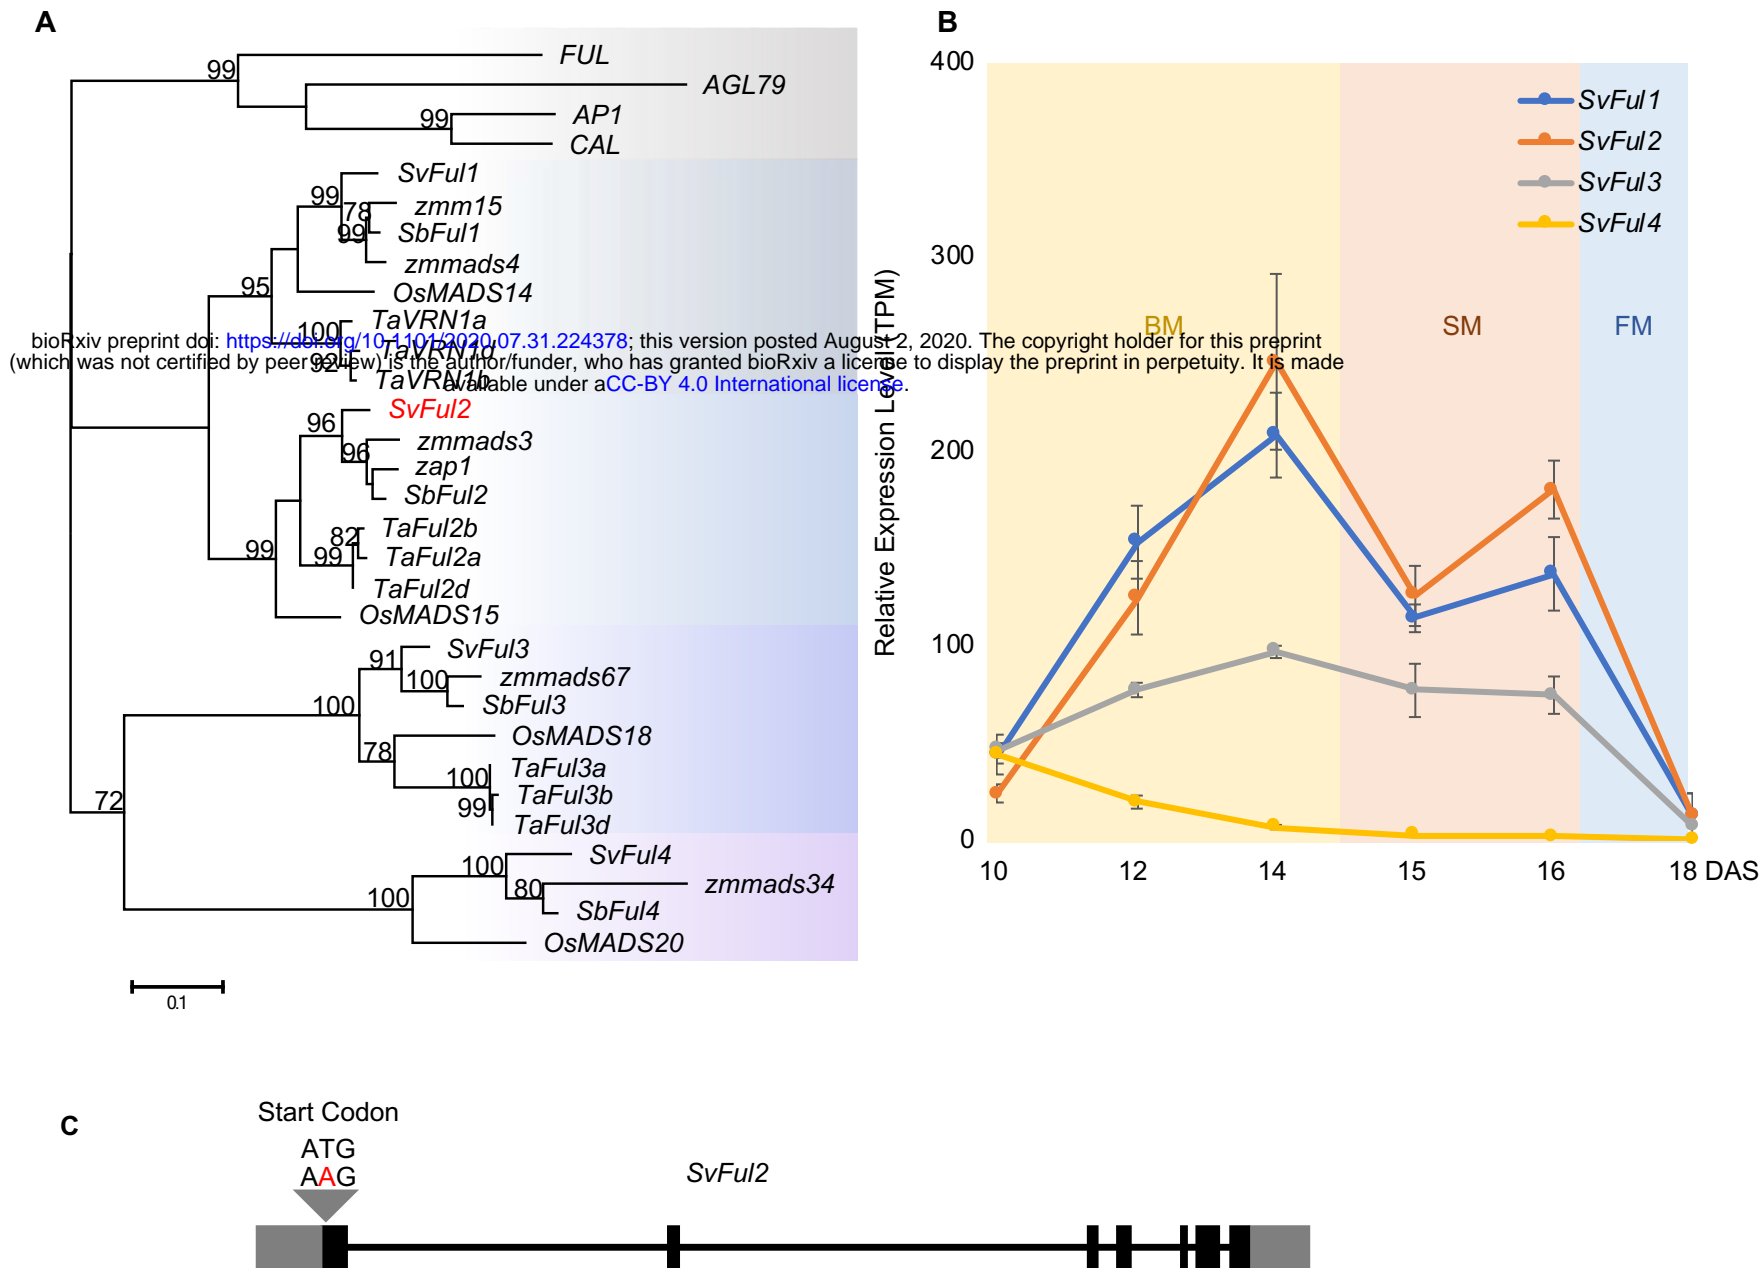 A
FUL
99
AGL79
AP1
99
CAL
SvFul1
99
zmm15
78
SbFul1
99
zmmads4
95
OsMADS14
TaVRN1a
100
TaVRN1d
92
TaVRN1b
SvFul2
96
zmmads3
96
zap1
SbFul2
TaFul2b
82
TaFul2a
99
99
TaFul2d
OsMADS15
SvFul3
91
zmmads67
100
SbFul3
100
OsMADS18
78
TaFul3a
100
TaFul3b
99
TaFul3d
72
SvFul4
100
zmmads34
80
SbFul4
100
OsMADS20
0.1
bioRxiv preprint doi: https://doi.org/10.1101/2020.07.31.224378; this version posted August 2, 2020. The copyright holder for this preprint
(which was not certified by peer review) is the author/funder, who has granted bioRxiv a license to display the preprint in perpetuity. It is made
available under aCC-BY 4.0 International license.
B
Relative Expression Level (TPM)
400
300
200
100
0
SvFul1
SvFul2
SvFul3
SvFul4
BM SM FM
10 12 14 15 16 18 DAS
C
Start Codon
ATG
AAG
SvFul2